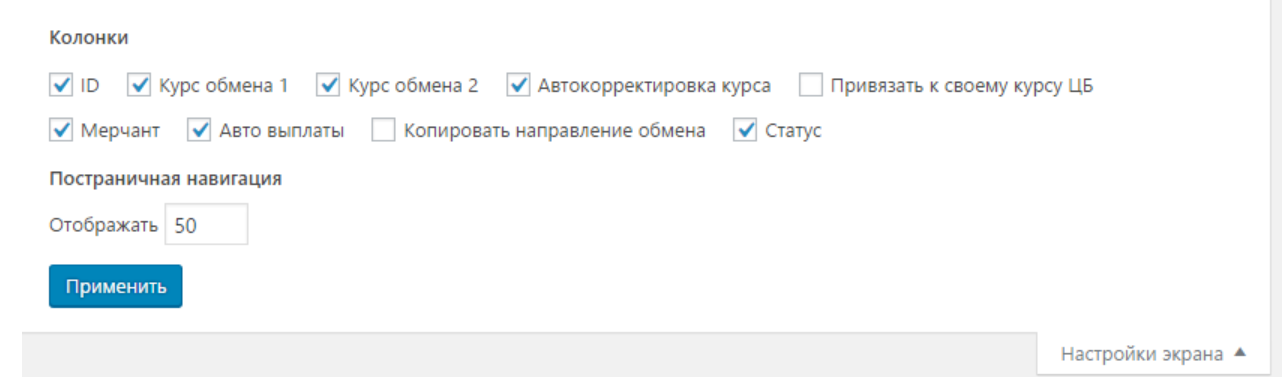 Колонки
ID Курс обмена 1 Курс обмена 2 Автокорректировка курса Привязать к своему курсу ЦБ
Мерчант Авто выплаты Копировать направление обмена Статус
Постраничная навигация
Отображать 50
Применить
Настройки экрана